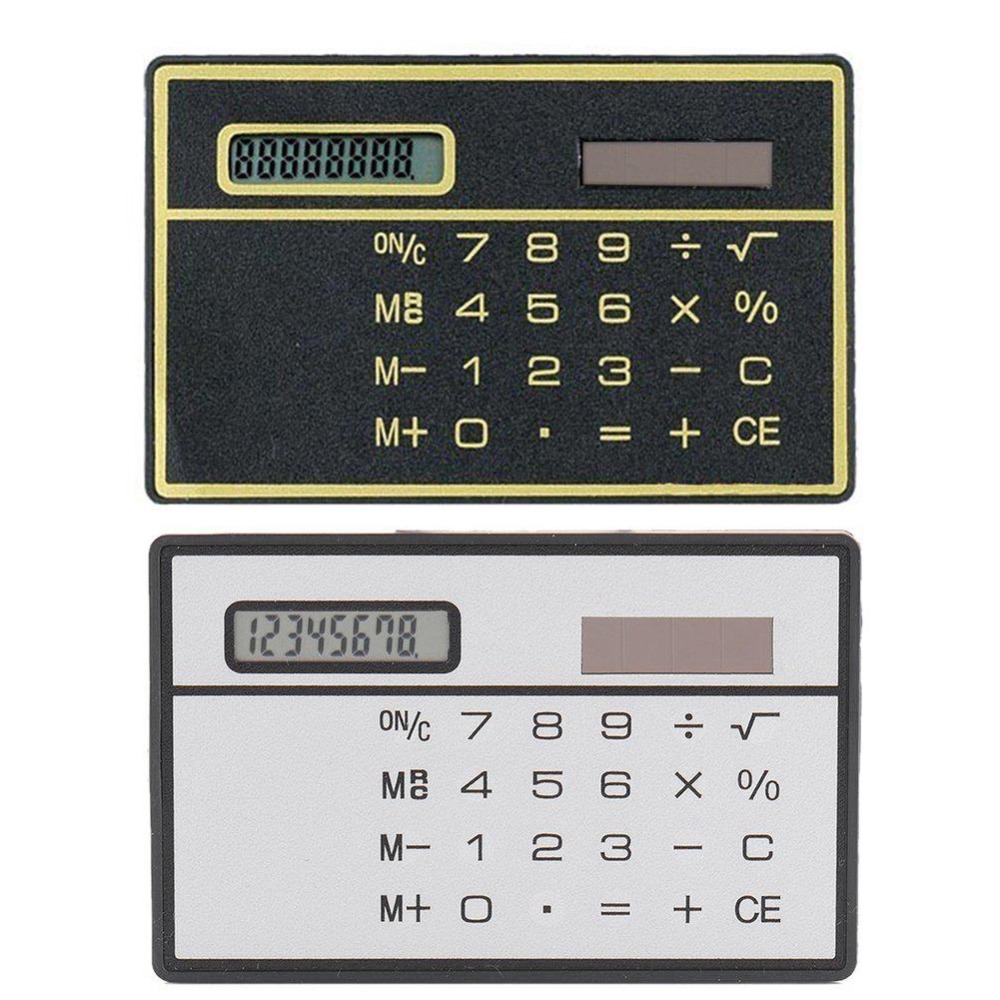 88888888.
ON/C 7 8 9 ÷ √
MRC 4 5 6 × %
M− 1 2 3 − C
M+ 0 . = + CE
12345678.
ON/C 7 8 9 ÷ √
MRC 4 5 6 × %
M− 1 2 3 − C
M+ 0 . = + CE